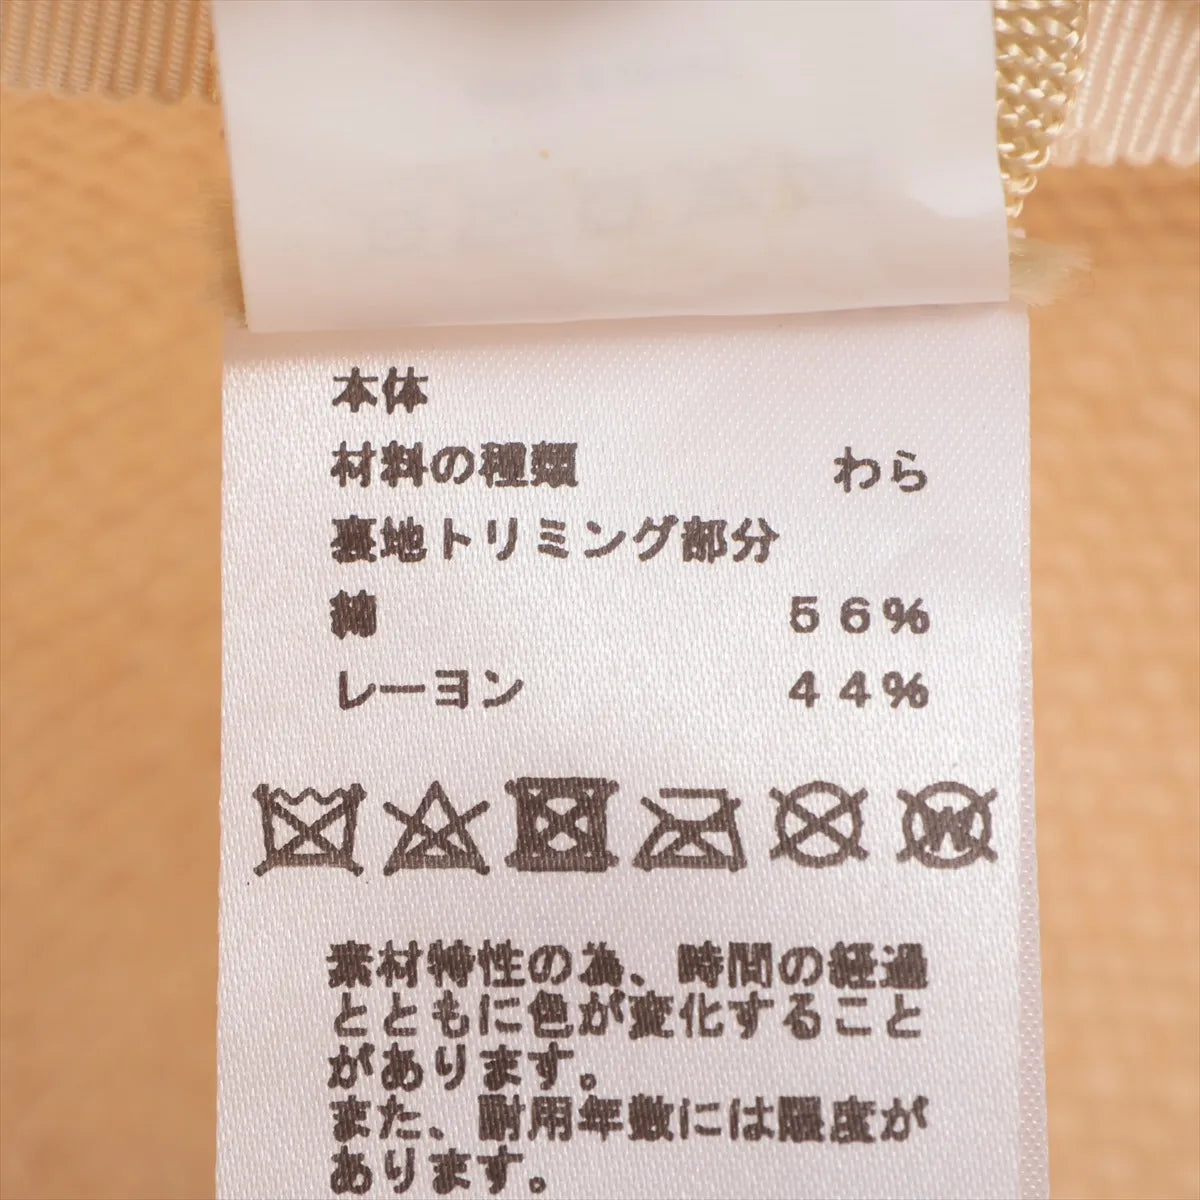 本体
材料の種類 わら
裏地トリミング部分
綿 56%
レーヨン 44%
W
素材特性の為、時間の経過
とともに色が変化すること
があります。
また、耐用年数には限度が
あります。